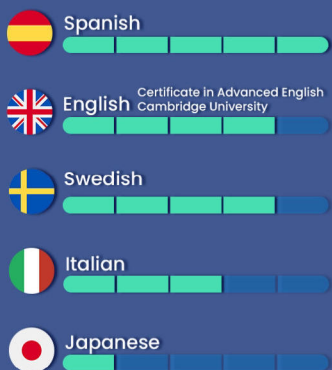 Spanish
English Certificate in Advanced English
Cambridge University
Swedish
Italian
Japanese